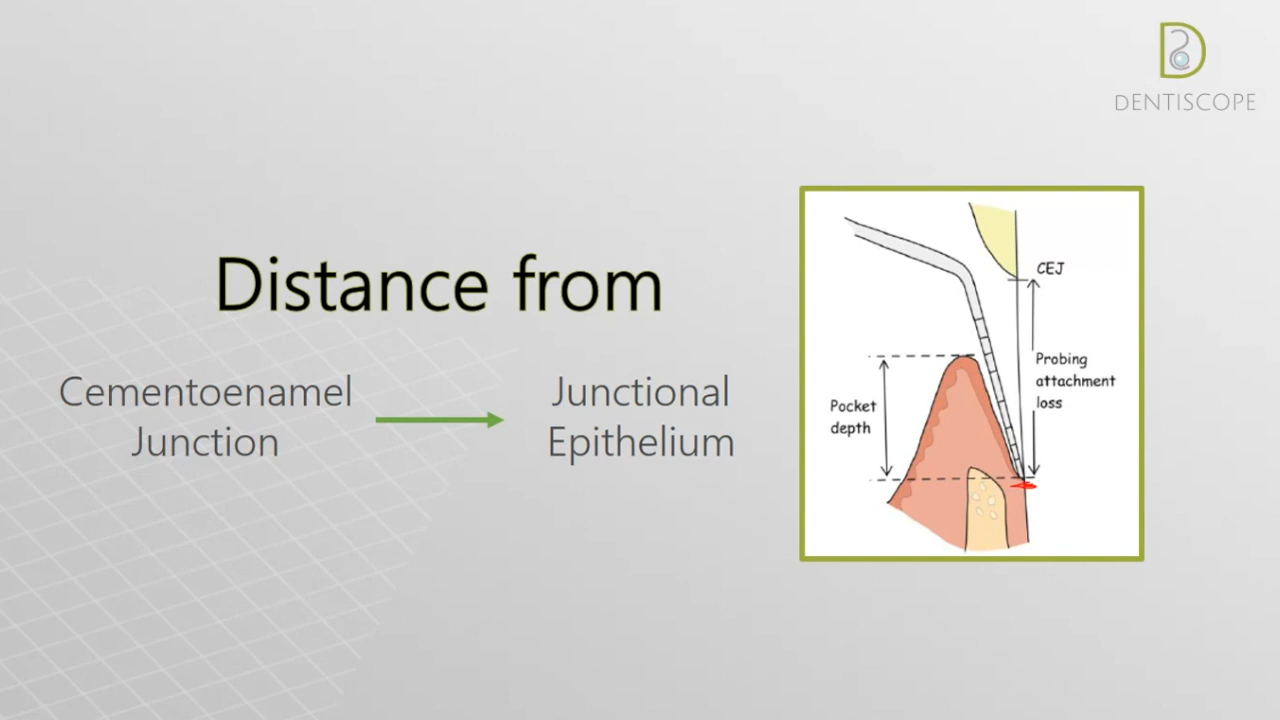 DENTISCOPE
Distance from
Cementoenamel
Junction
Junctional
Epithelium
CEJ
Probing
attachment
loss
Pocket
depth